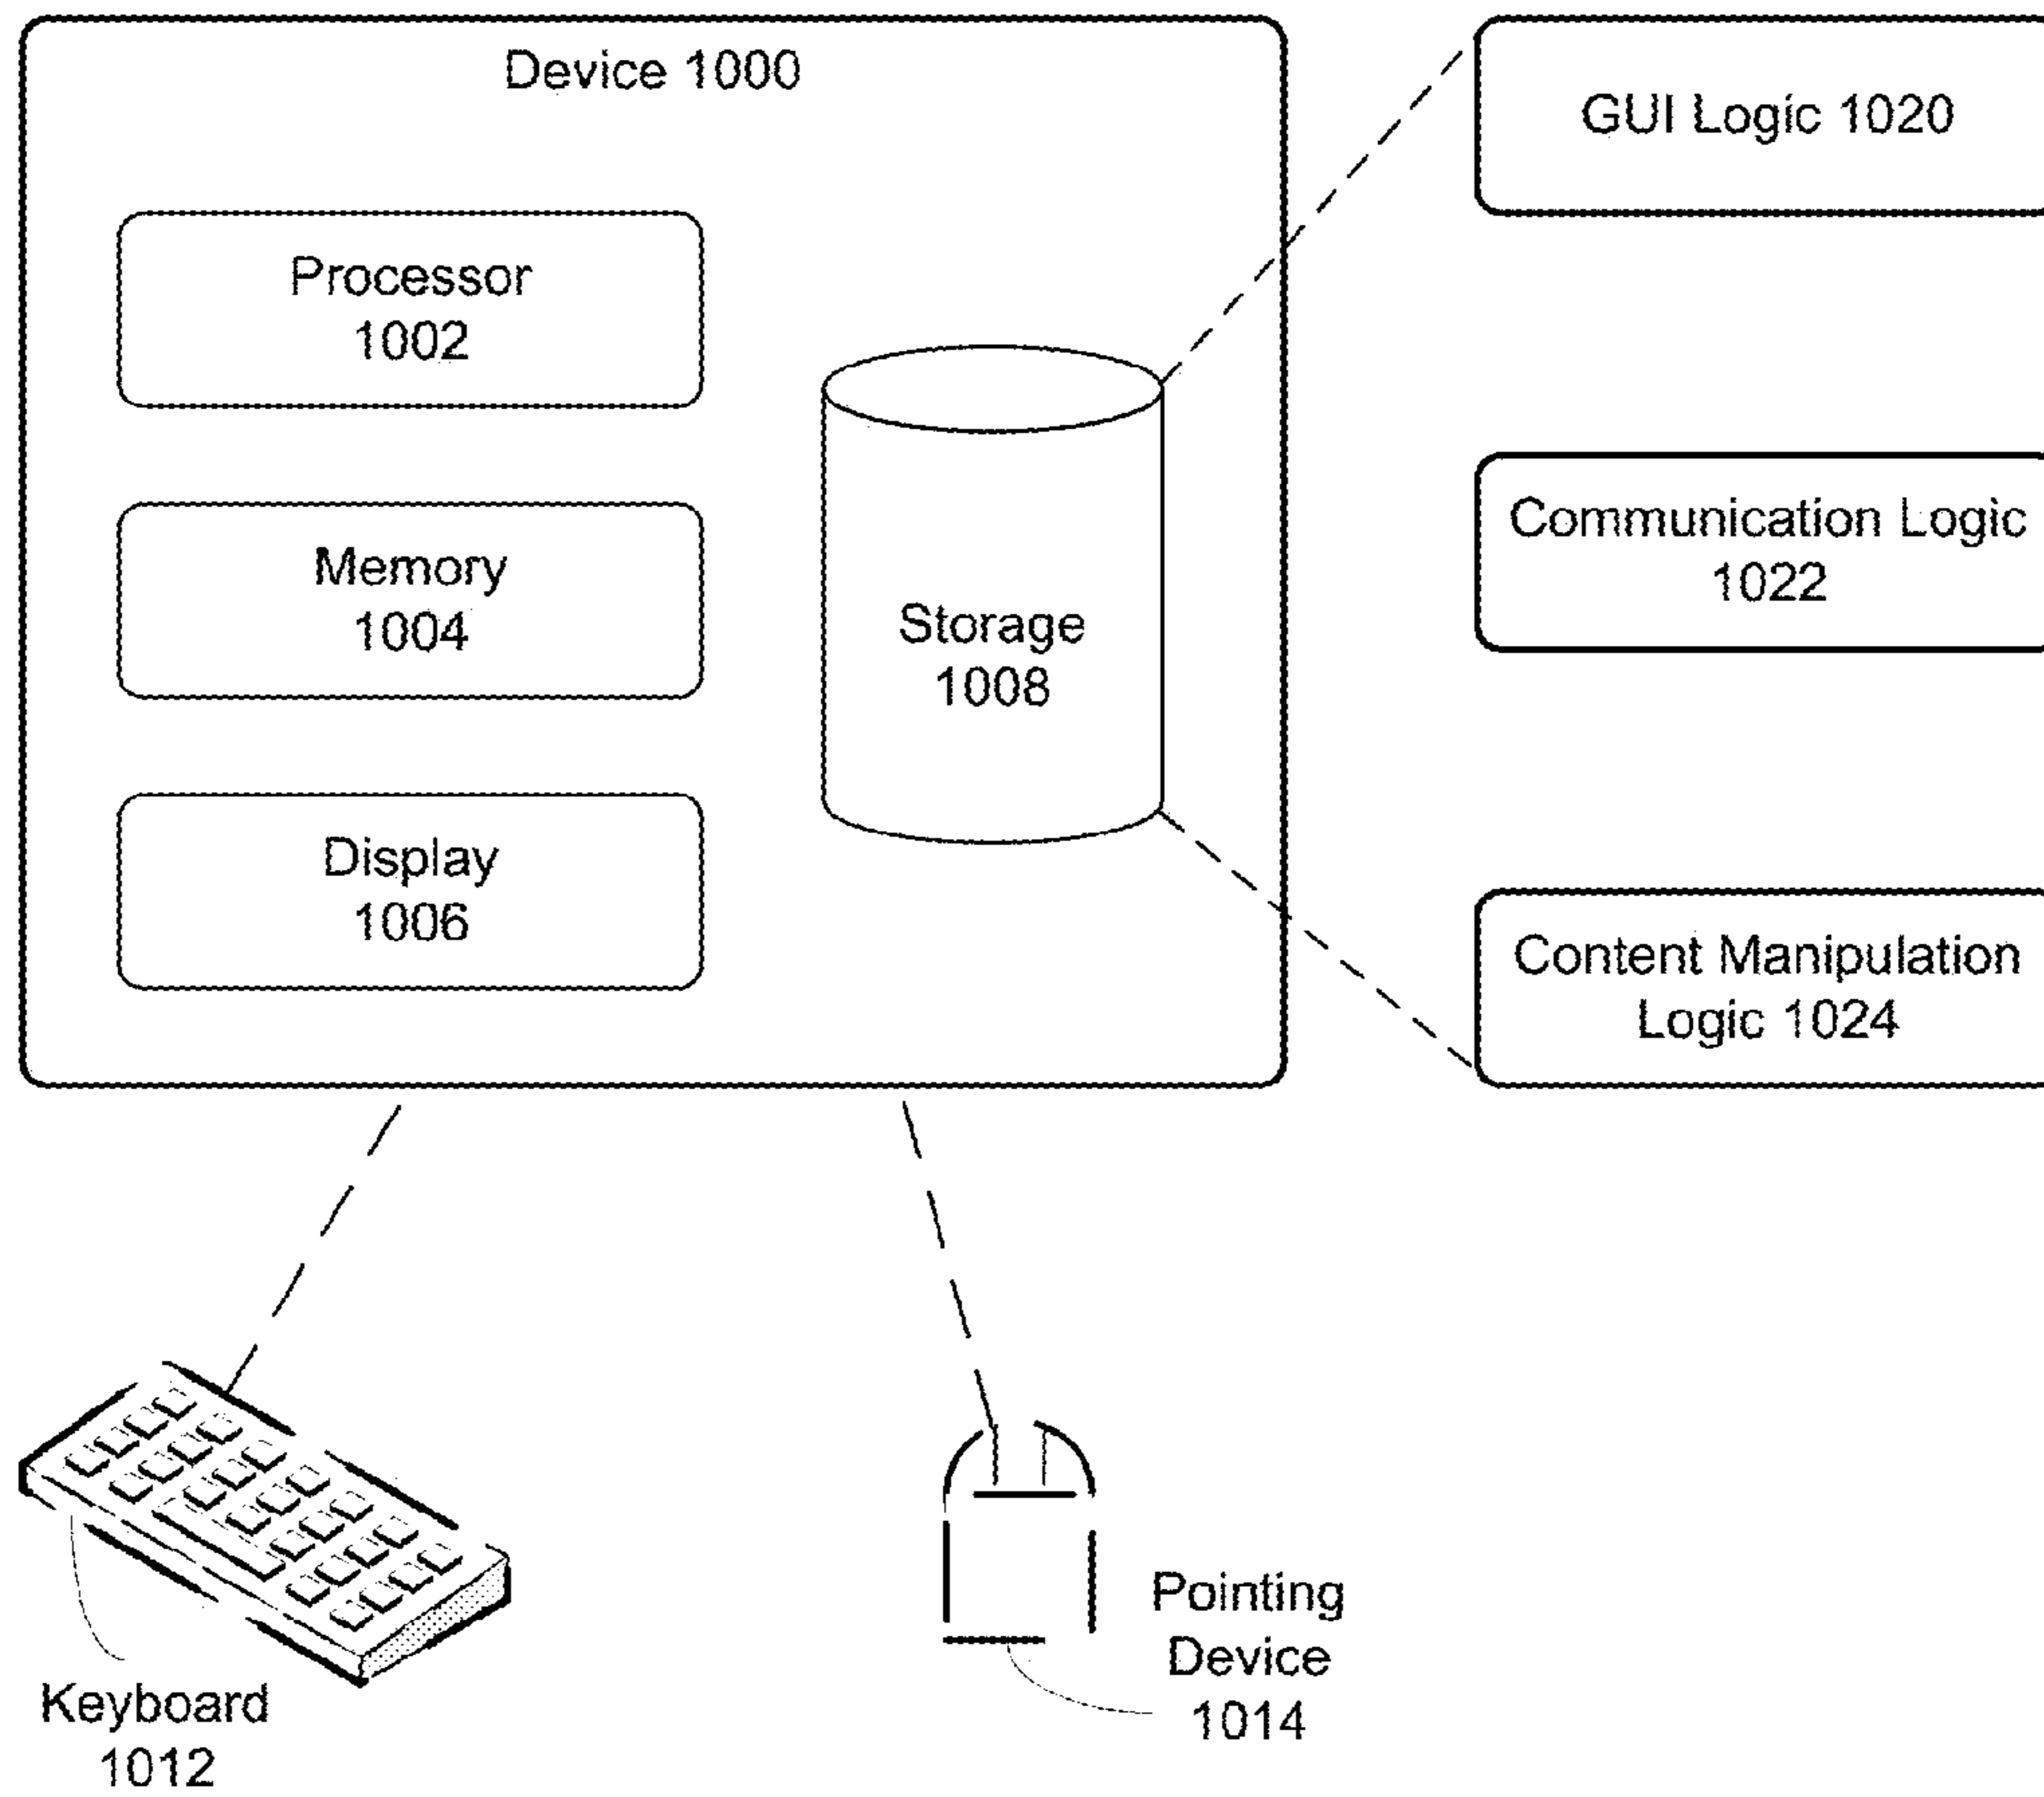 Device 1000
Processor
1002
Memory
1004
Display
1006
Storage
1008
GUI Logic 1020
Communication Logic
1022
Content Manipulation
Logic 1024
Keyboard
1012
Pointing
Device
1014